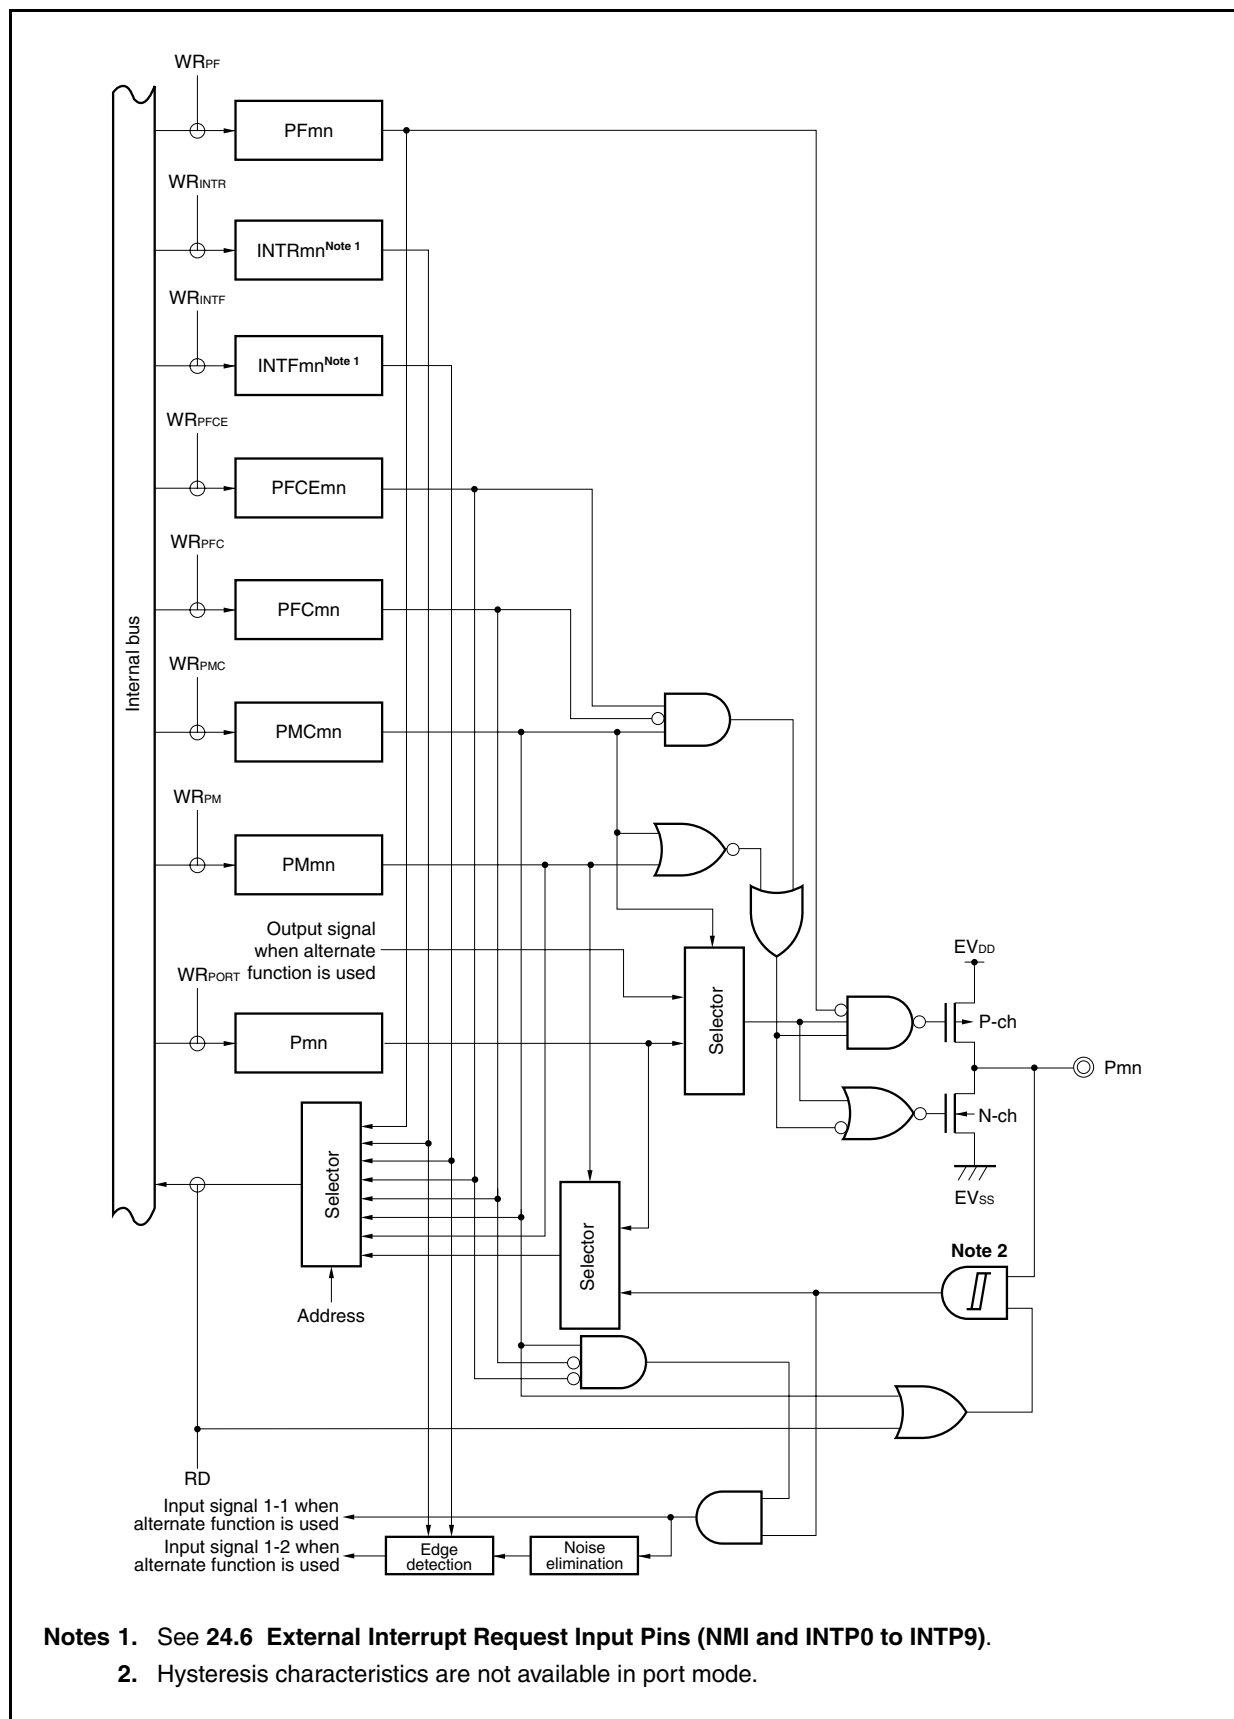 WRPF
PFmn
WRINTR
INTRmnNote 1
WRINTF
INTFmnNote 1
WRPFCE
PFCEmn
WRPFC
PFCmn
Internal bus
WRPMC
PMCmn
WRPM
PMmn
Output signal
when alternate
function is used
WRPORT
Pmn
Selector
EVDD
P-ch
Pmn
N-ch
EVSS
Selector
Selector
Note 2
Address
RD
Input signal 1-1 when
alternate function is used
Input signal 1-2 when
alternate function is used
Edge
detection
Noise
elimination
Notes 1. See 24.6 External Interrupt Request Input Pins (NMI and INTP0 to INTP9).
2. Hysteresis characteristics are not available in port mode.